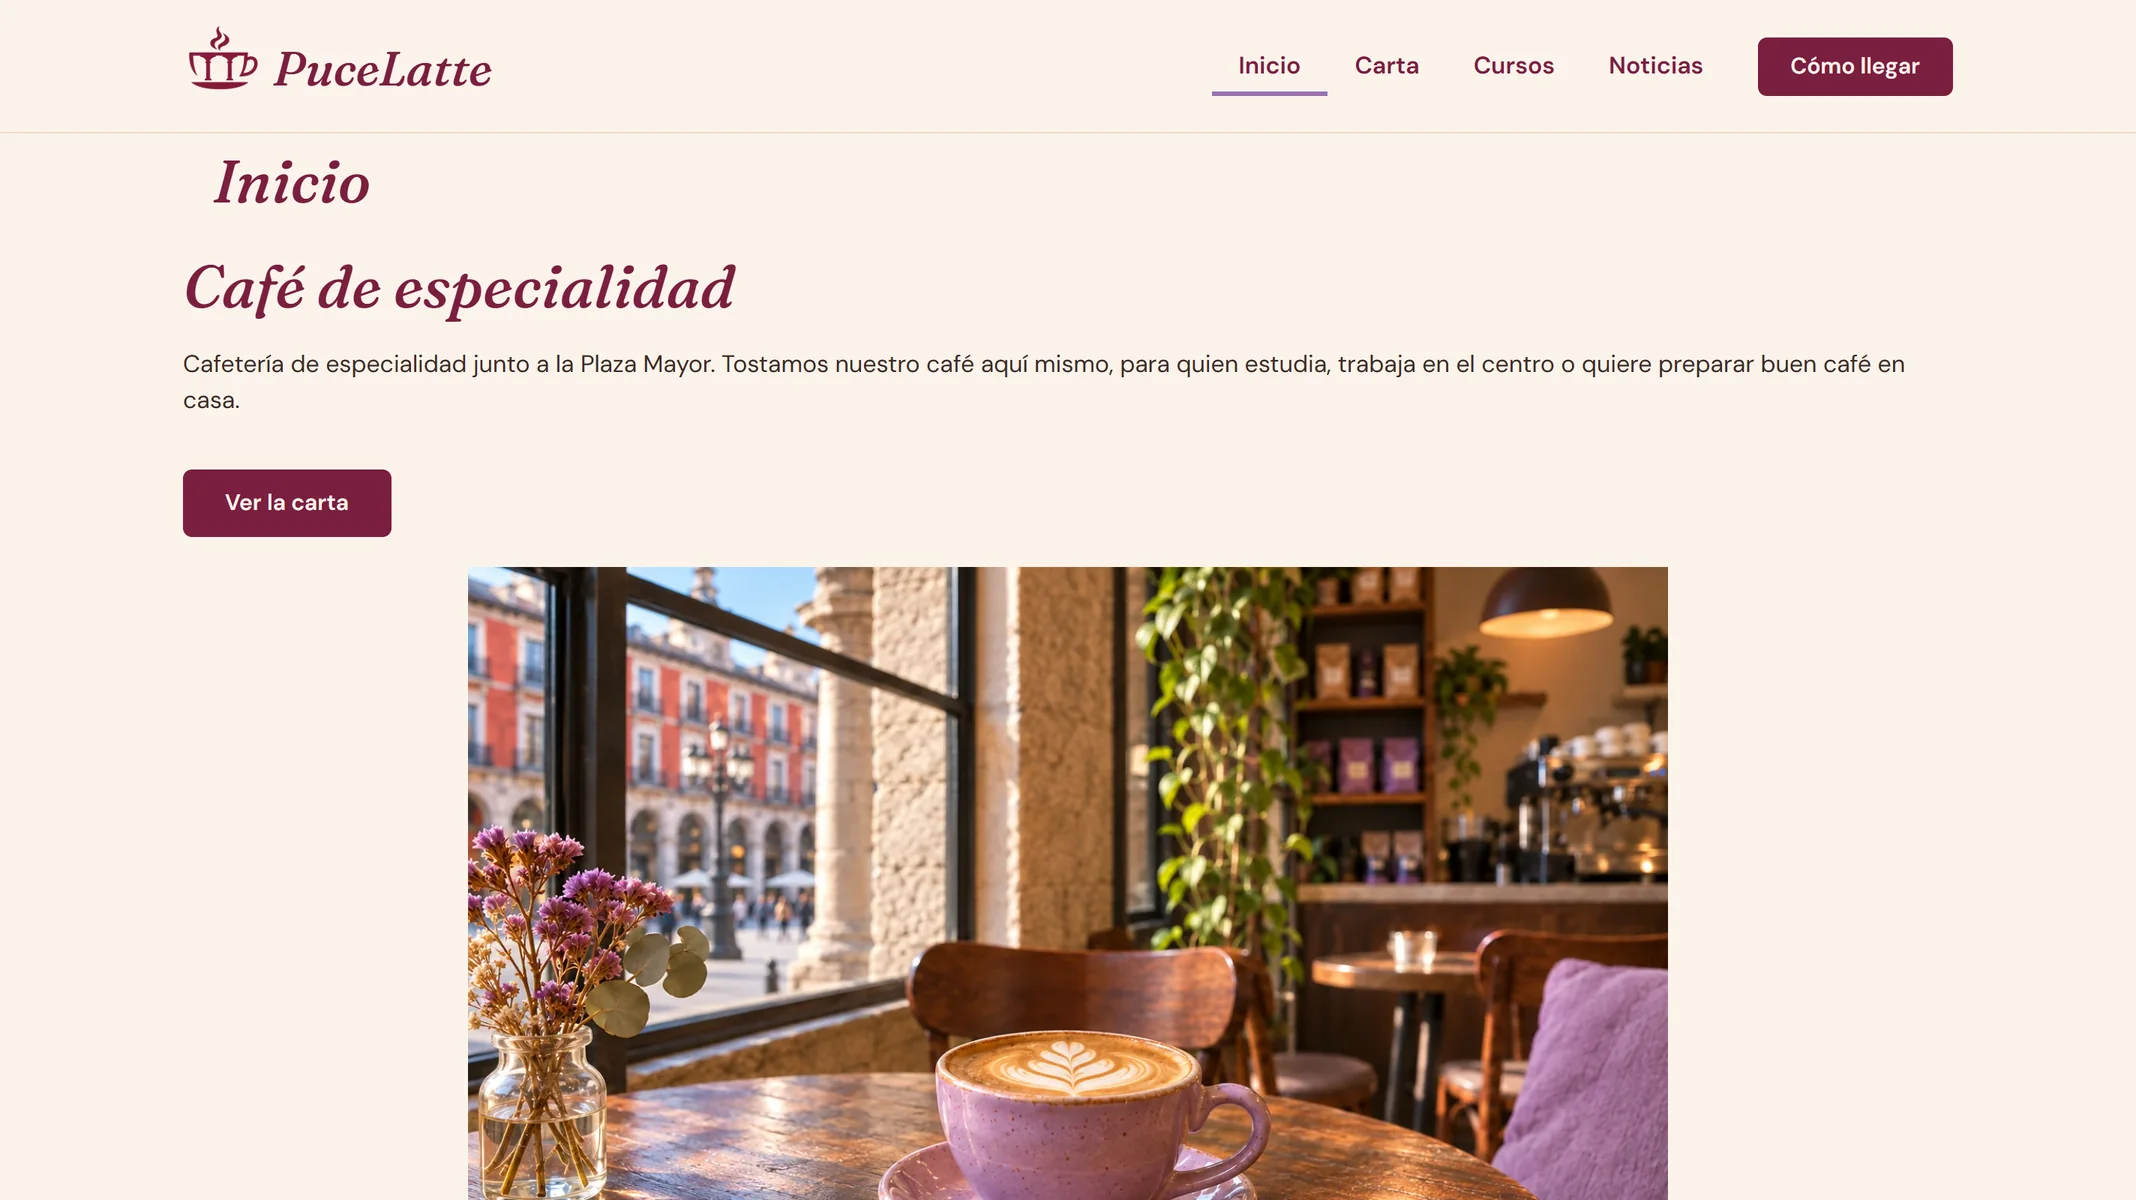 PuceLatte
Inicio
Carta
Cursos
Noticias
Cómo llegar
Inicio
Café de especialidad
Cafetería de especialidad junto a la Plaza Mayor. Tostamos nuestro café aquí mismo, para quien estudia, trabaja en el centro o quiere preparar buen café en
casa.
Ver la carta